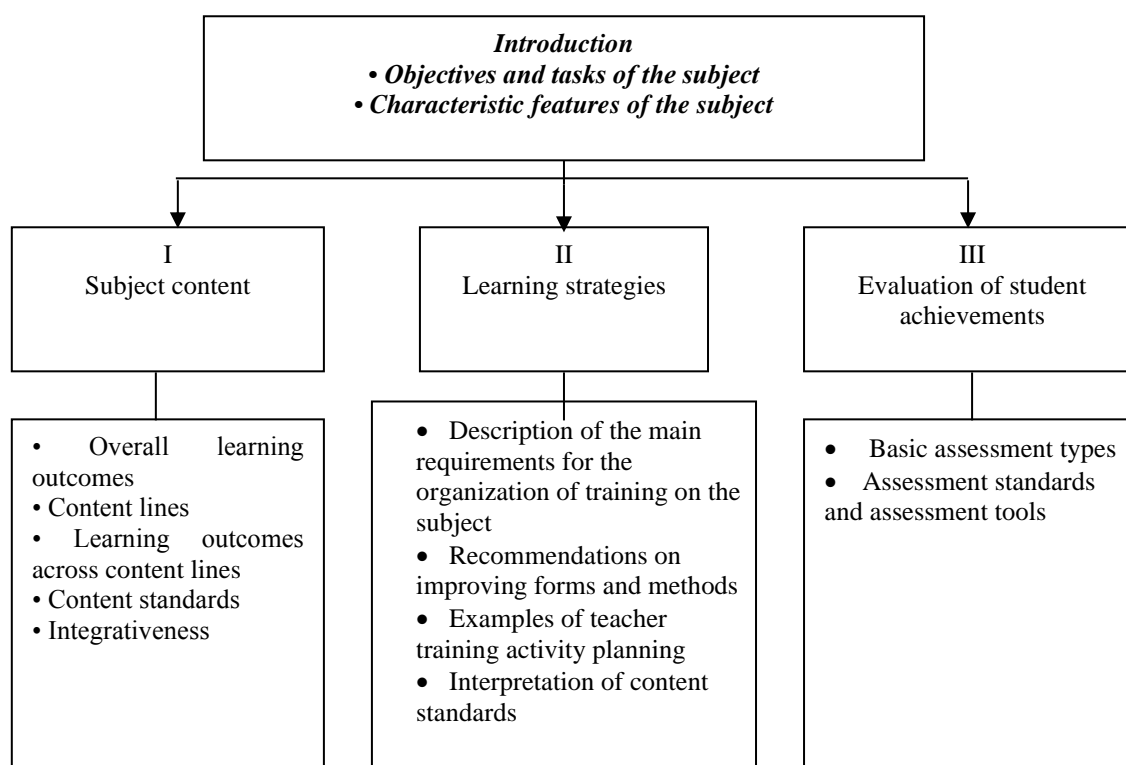 Introduction
• Objectives and tasks of the subject
• Characteristic features of the subject
I
Subject content
II
Learning strategies
III
Evaluation of student
achievements
• Overall learning
outcomes
• Content lines
• Learning outcomes
across content lines
• Content standards
• Integrativeness
• Description of the main
requirements for the
organization of training on the
subject
• Recommendations on
improving forms and methods
• Examples of teacher
training activity planning
• Interpretation of content
standards
• Basic assessment types
• Assessment standards
and assessment tools